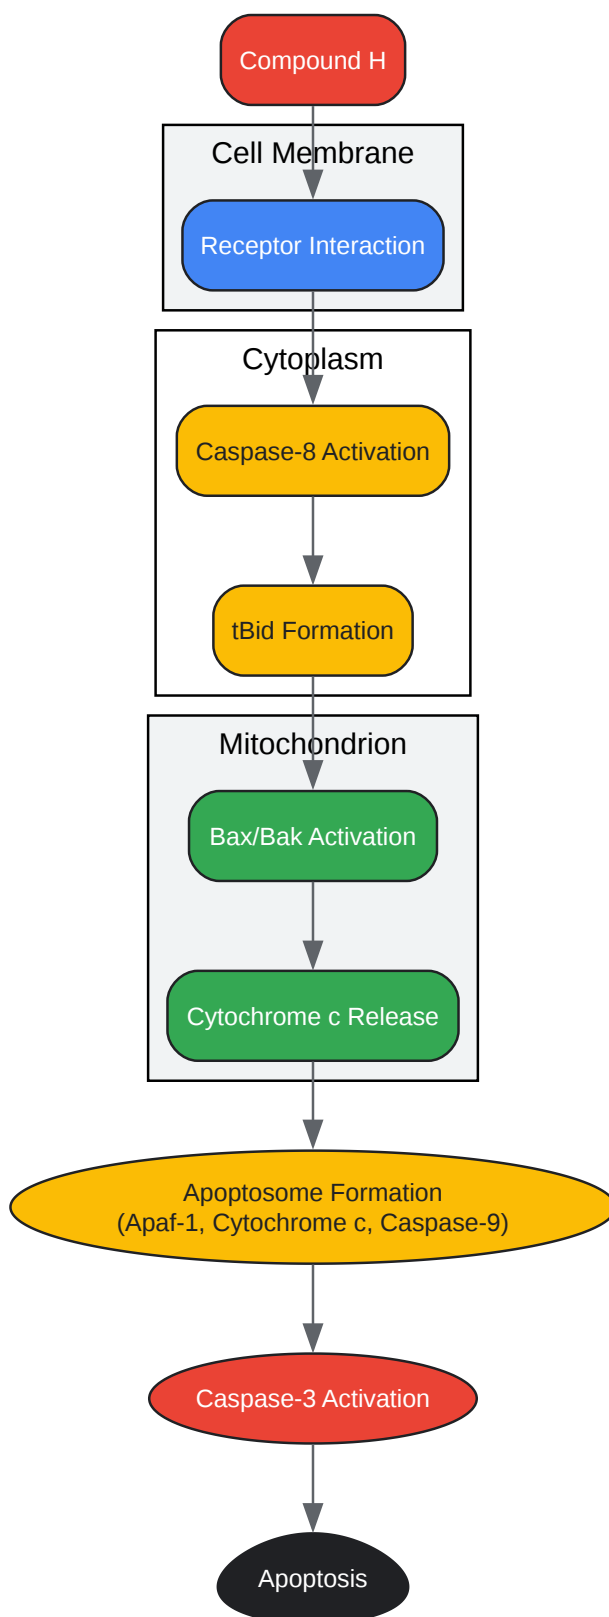 Compound H
Cell Membrane
Receptor Interaction
Cytoplasm
Caspase-8 Activation
tBid Formation
Mitochondrion
Bax/Bak Activation
Cytochrome c Release
Apoptosome Formation
(Apaf-1, Cytochrome c, Caspase-9)
Caspase-3 Activation
Apoptosis